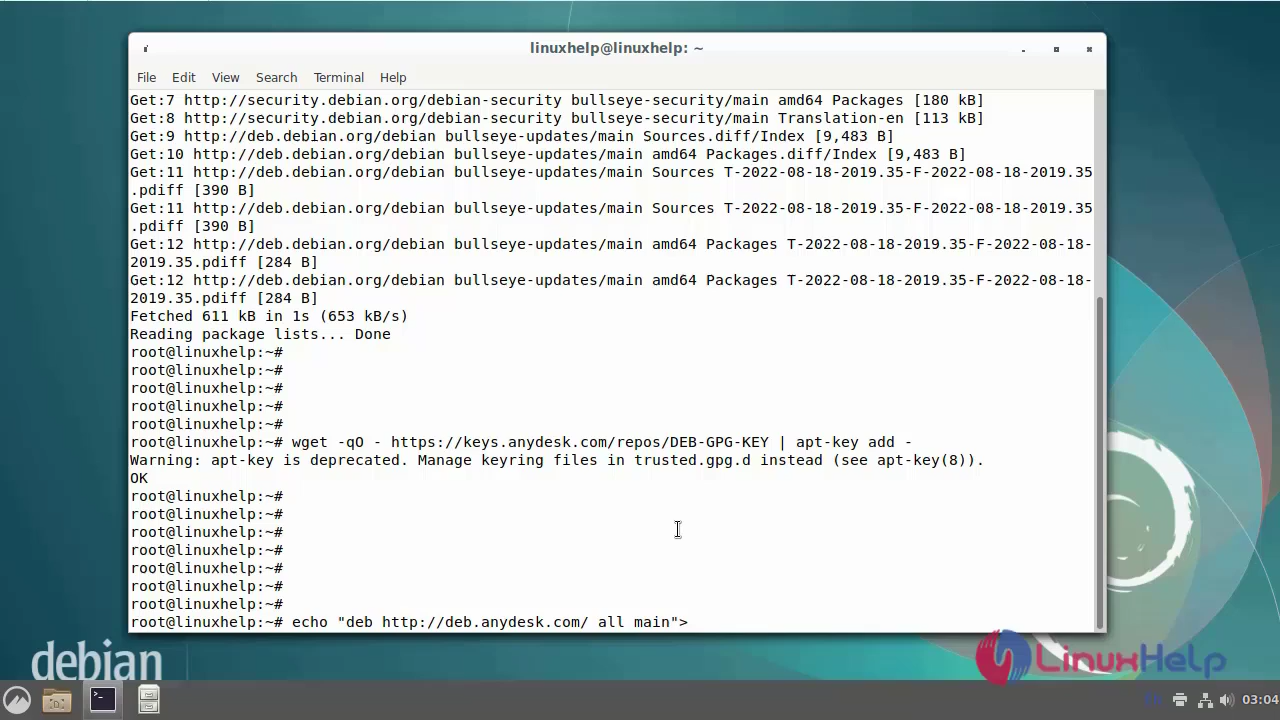 linuxhelp@linuxhelp: ~
File Edit View Search Terminal Help
Get:7 http://security.debian.org/debian-security bullseye-security/main amd64 Packages [180 kB]
Get:8 http://security.debian.org/debian-security bullseye-security/main Translation-en [113 kB]
Get:9 http://deb.debian.org/debian bullseye-updates/main Sources.diff/Index [9,483 B]
Get:10 http://deb.debian.org/debian bullseye-updates/main amd64 Packages.diff/Index [9,483 B]
Get:11 http://deb.debian.org/debian bullseye-updates/main Sources T-2022-08-18-2019.35-F-2022-08-18-2019.35
.pdiff [390 B]
Get:11 http://deb.debian.org/debian bullseye-updates/main Sources T-2022-08-18-2019.35-F-2022-08-18-2019.35
.pdiff [390 B]
Get:12 http://deb.debian.org/debian bullseye-updates/main amd64 Packages T-2022-08-18-2019.35-F-2022-08-18-
2019.35.pdiff [284 B]
Get:12 http://deb.debian.org/debian bullseye-updates/main amd64 Packages T-2022-08-18-2019.35-F-2022-08-18-
2019.35.pdiff [284 B]
Fetched 611 kB in 1s (653 kB/s)
Reading package lists... Done
root@linuxhelp:~#
root@linuxhelp:~#
root@linuxhelp:~#
root@linuxhelp:~#
root@linuxhelp:~#
root@linuxhelp:~# wget -qO - https://keys.anydesk.com/repos/DEB-GPG-KEY | apt-key add -
Warning: apt-key is deprecated. Manage keyring files in trusted.gpg.d instead (see apt-key(8)).
OK
root@linuxhelp:~#
root@linuxhelp:~#
root@linuxhelp:~#
root@linuxhelp:~#
root@linuxhelp:~#
root@linuxhelp:~#
root@linuxhelp:~#
root@linuxhelp:~# echo "deb http://deb.anydesk.com/ all main">
debian
LinuxHelp
EN 03:04